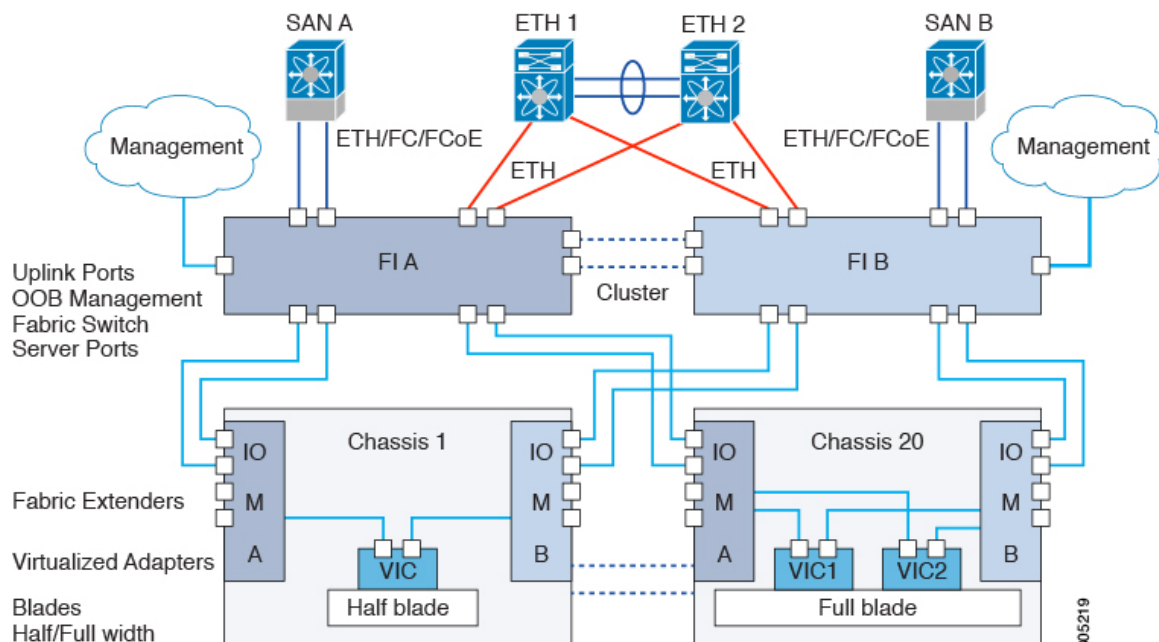 SAN A
ETH 1
ETH 2
SAN B
Management
ETH/FC/FCoE
ETH
ETH
ETH/FC/FCoE
Management
FI A
FI B
Cluster
Uplink Ports
OOB Management
Fabric Switch
Server Ports
Chassis 1
Chassis 20
IO
M
A
IO
M
B
IO
M
A
IO
M
B
Fabric Extenders
Virtualized Adapters
VIC
VIC1
VIC2
Blades
Half/Full width
Half blade
Full blade
05219